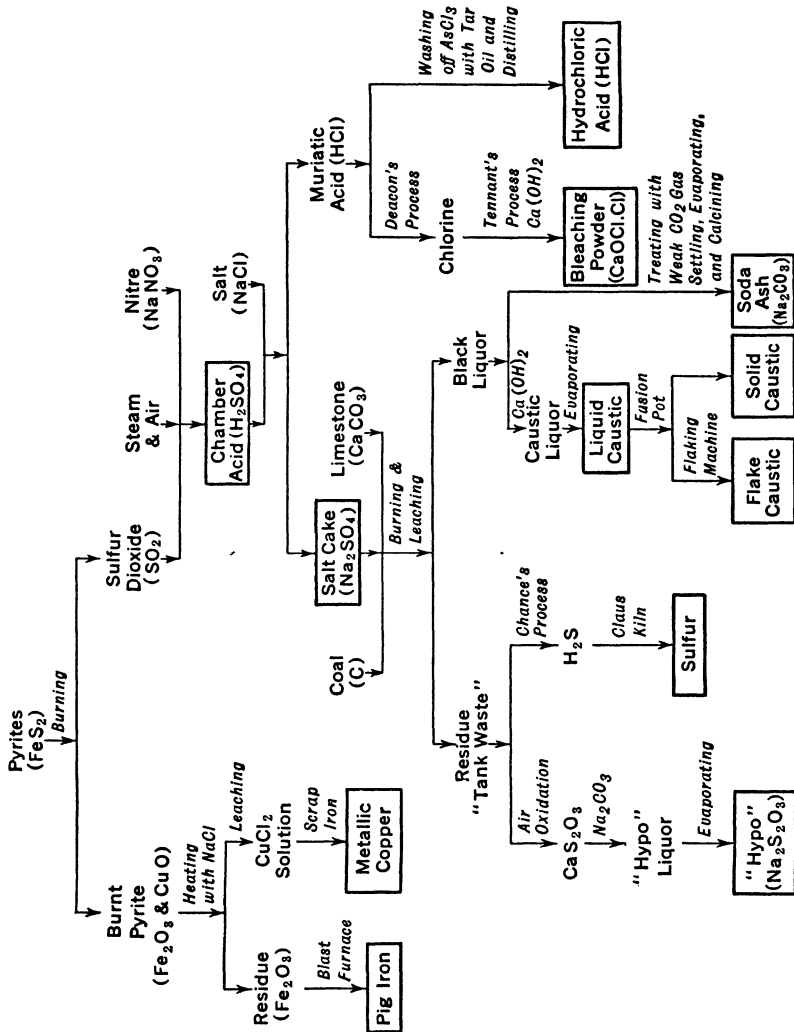 Pyrites
(FeS2)
Burning
Burnt
Pyrite
(Fe2O3 & CuO)
Sulfur
Dioxide
(SO2)
Steam
& Air
Nitre
(NaNO3)
Heating
with NaCl
Chamber
Acid (H2SO4)
Salt
(NaCl)
Residue
(Fe2O3)
Leaching
CuCl2
Solution
Blast
Furnace
Scrap
Iron
Pig Iron
Metallic
Copper
Coal
(C)
Salt Cake
(Na2SO4)
Limestone
(CaCO3)
Muriatic
Acid (HCl)
Burning &
Leaching
Deacon's
Process
Washing
off AsCl3
with Tar
Oil and
Distilling
Chlorine
Tennant's
Process
Ca(OH)2
Bleaching
Powder
(CaOCl.Cl)
Hydrochloric
Acid (HCl)
Residue
"Tank Waste"
Black
Liquor
Air
Oxidation
Chance's
Process
CaS2O3
H2S
Na2CO3
Claus
Kiln
"Hypo"
Liquor
Sulfur
Evaporating
"Hypo"
(Na2S2O3)
Ca(OH)2
Caustic
Liquor
Evaporating
Liquid
Caustic
Fusion
Pot
Flaking
Machine
Flake
Caustic
Solid
Caustic
Treating with
Weak CO2 Gas
Settling, Evaporating,
and Calcining
Soda
Ash
(Na2CO3)